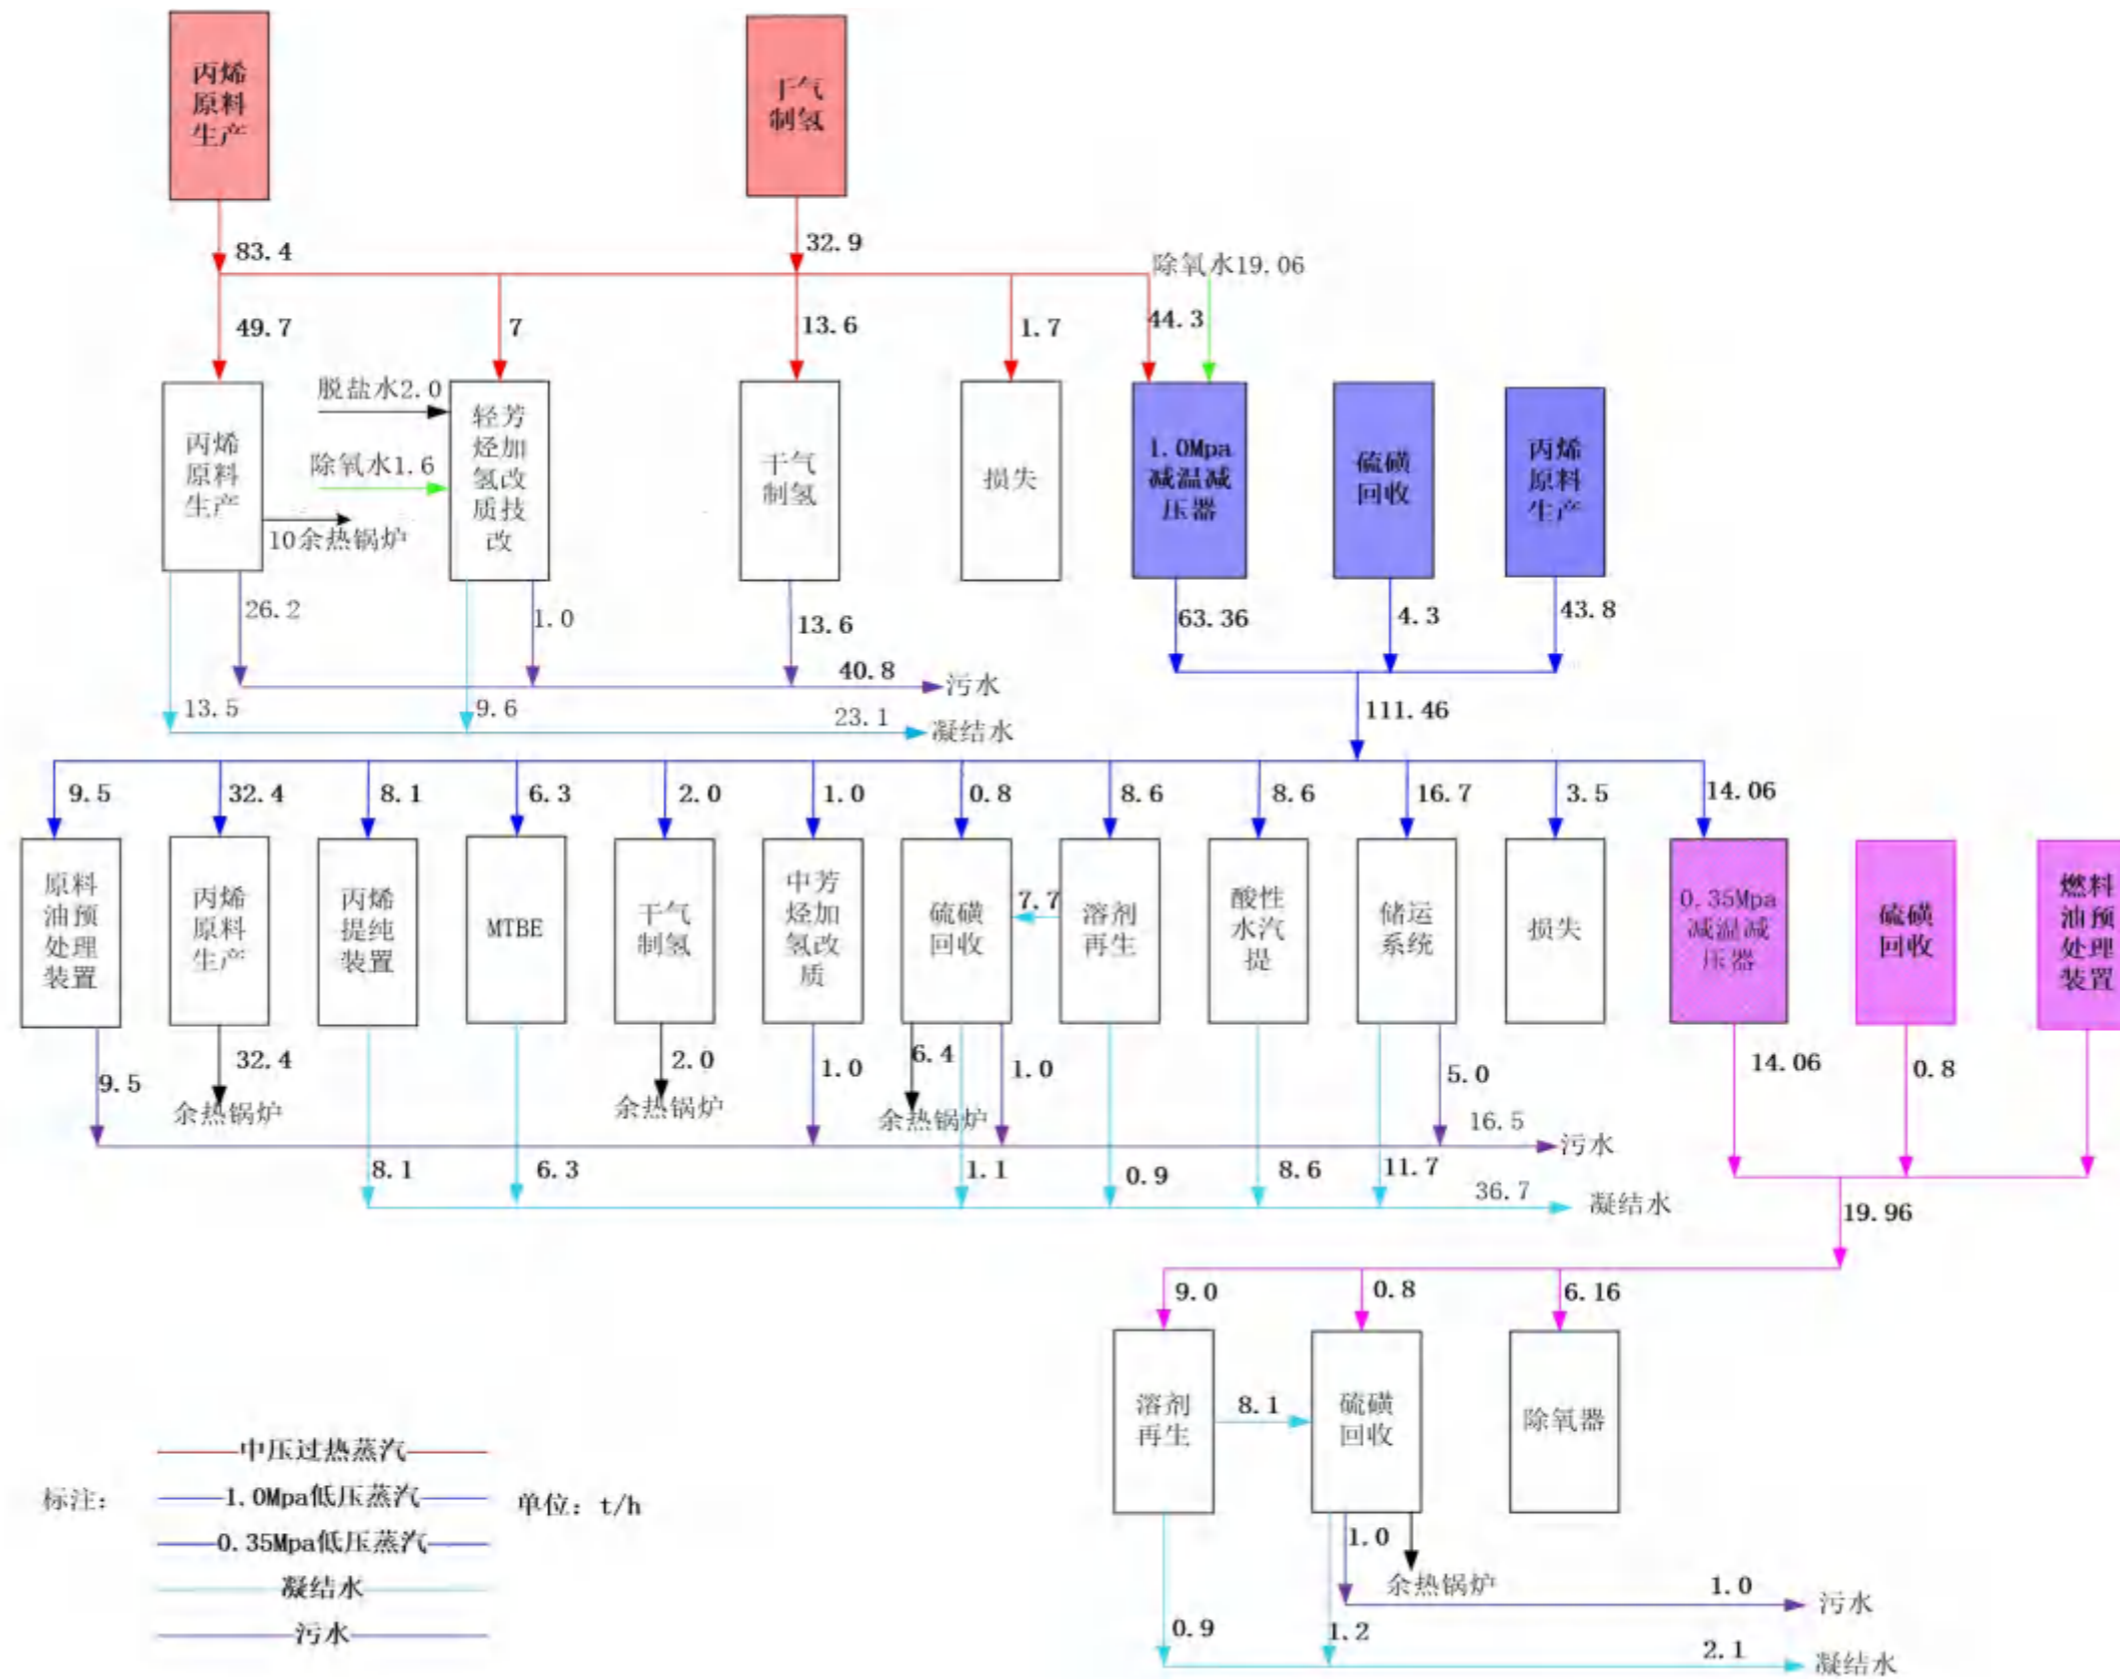 丙烯
原料
生产
干气
制氢
83.4
32.9
除氧水19.06
49.7
7
13.6
1.7
44.3
脱盐水2.0
除氧水1.6
丙烯
原料
生产
轻芳
烃加
氢改
质技
改
干气
制氢
损失
1.0Mpa
减温减
压器
硫磺
回收
丙烯
原料
生产
10余热锅炉
26.2
1.0
13.6
63.36
4.3
43.8
40.8
污水
13.5
9.6
23.1
凝结水
111.46
9.5
32.4
8.1
6.3
2.0
1.0
0.8
8.6
8.6
16.7
3.5
14.06
原料
油预
处理
装置
丙烯
原料
生产
丙烯
提纯
装置
MTBE
干气
制氢
中芳
烃加
氢改
质
硫磺
回收
7.7
溶剂
再生
酸性
水汽
提
储运
系统
损失
0.35Mpa
减温减
压器
硫磺
回收
燃料
油预
处理
装置
9.5
32.4
2.0
1.0
6.4
1.0
5.0
14.06
0.8
余热锅炉
余热锅炉
余热锅炉
16.5
污水
8.1
6.3
1.1
0.9
8.6
11.7
36.7
凝结水
19.96
9.0
0.8
6.16
溶剂
再生
8.1
硫磺
回收
除氧器
1.0
余热锅炉
1.0
污水
0.9
1.2
2.1
凝结水
标注：
中压过热蒸汽
1.0Mpa低压蒸汽
0.35Mpa低压蒸汽
凝结水
污水
单位：t/h